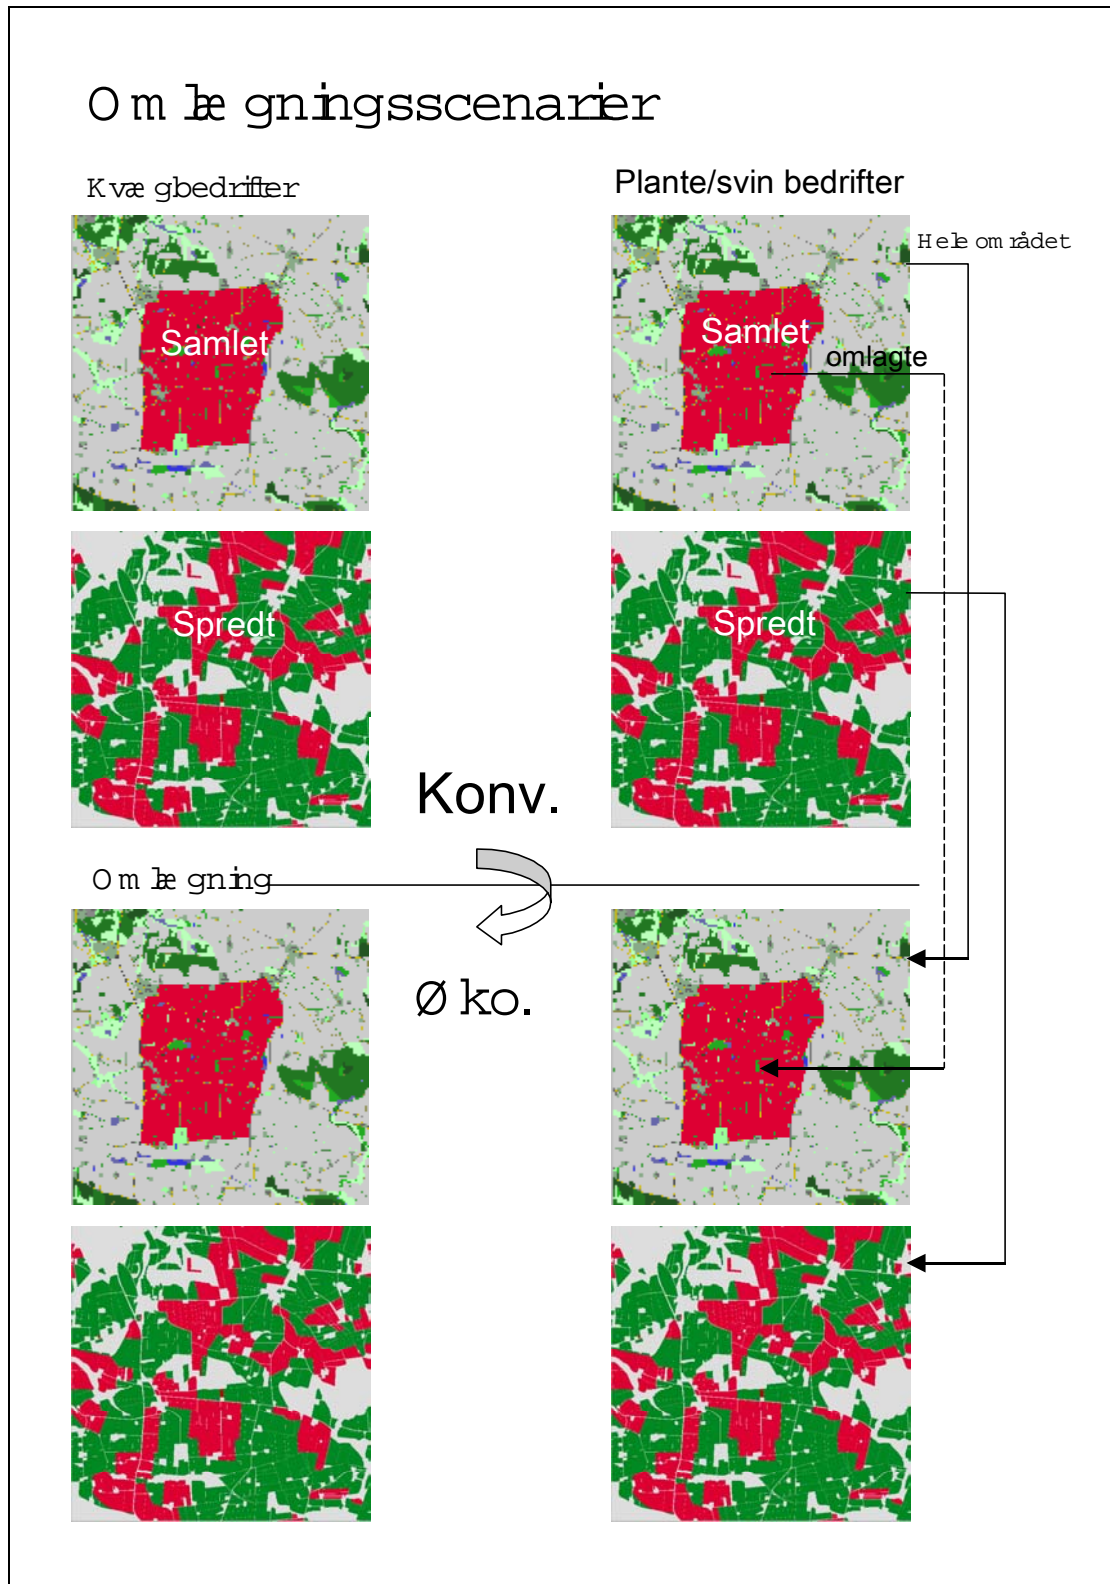 Omlægningsscenarier
Kvægbedrifter
Plante/svin bedrifter
Hele området
Samlet
Samlet
omlagte
Spredt
Spredt
Konv.
Omlægning
Øko.